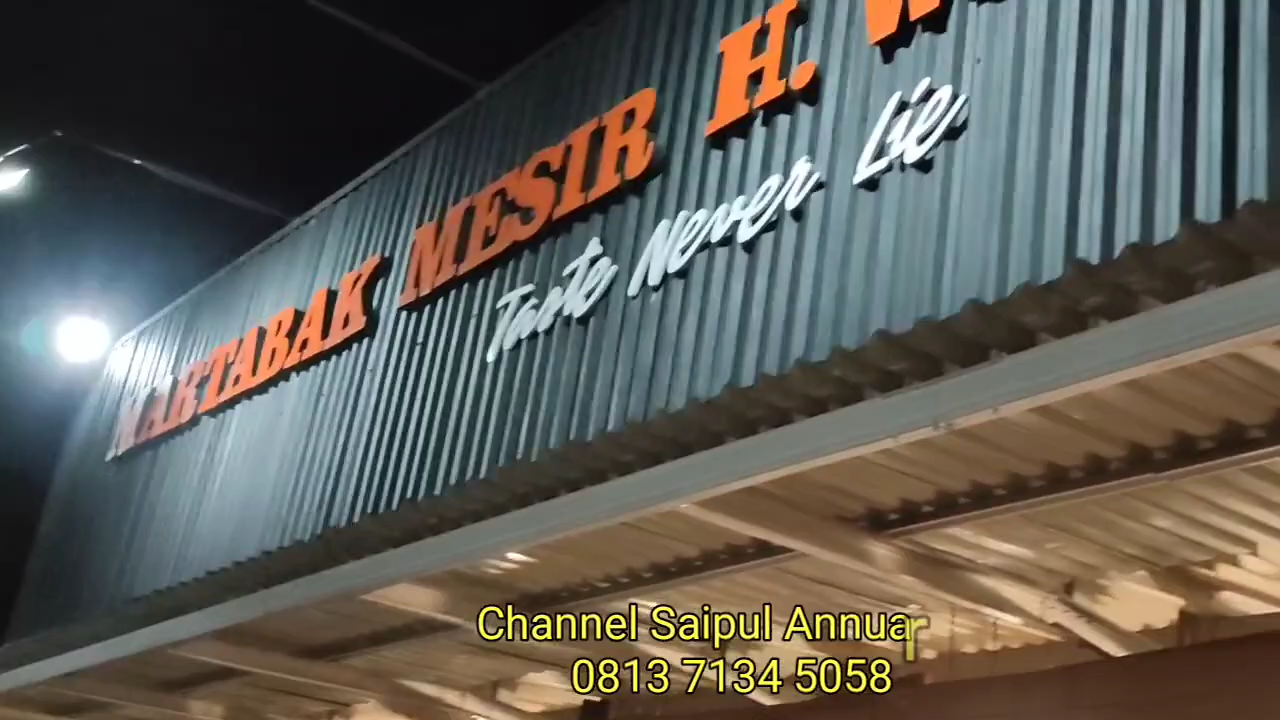 MARTABAK MESIR H. W
Taste Never Lie.
Channel Saipul Annuar
0813 7134 5058